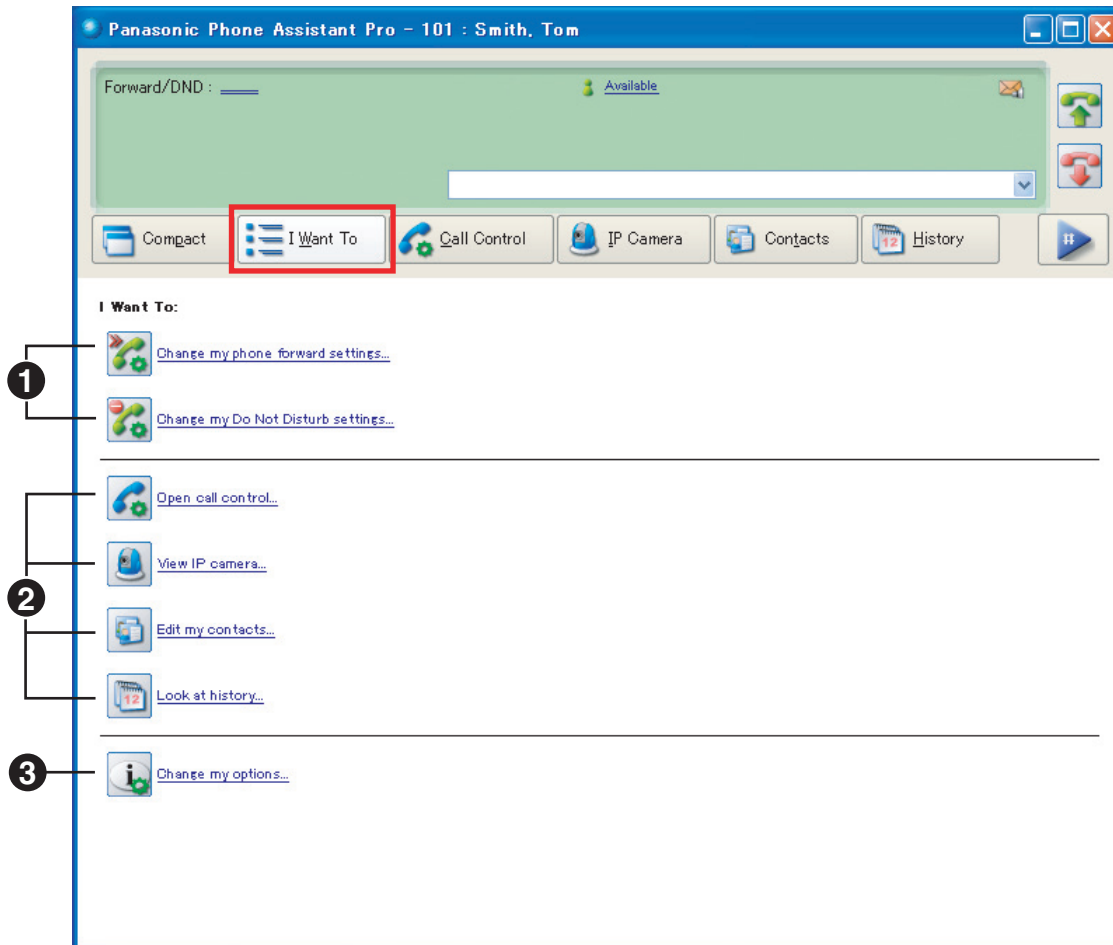 Panasonic Phone Assistant Pro - 101 : Smith, Tom
Forward/DND : Available
Compact I Want To Call Control IP Camera Contacts 12 History #
I Want To:
1 Change my phone forward settings...
Change my Do Not Disturb settings...
Open call control...
View IP camera...
2 Edit my contacts...
12 Look at history...
3 i Change my options...